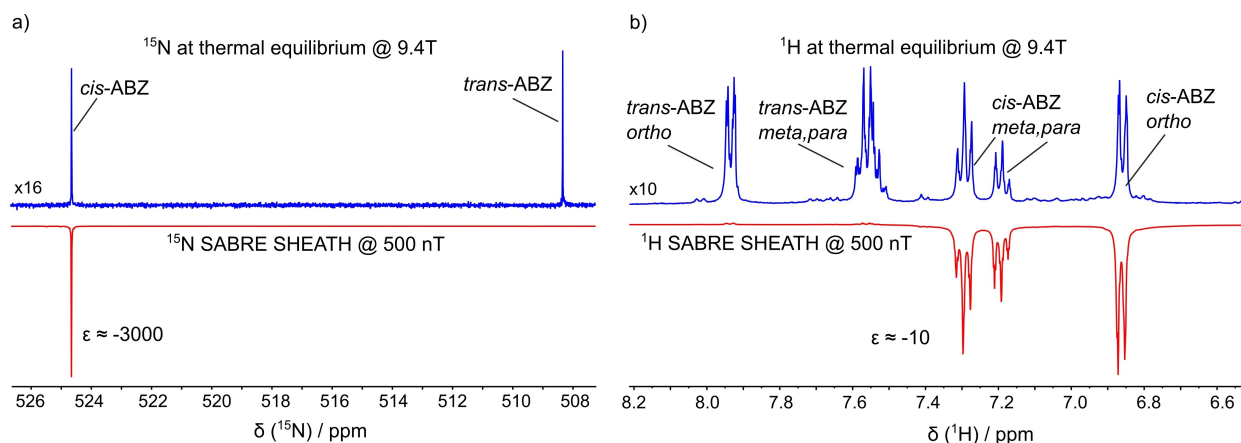 a)
¹⁵N at thermal equilibrium @ 9.4T
cis-ABZ
trans-ABZ
x16
¹⁵N SABRE SHEATH @ 500 nT
ε ≈ -3000
526 524 522 520 518 516 514 512 510 508
δ (¹⁵N) / ppm
b)
¹H at thermal equilibrium @ 9.4T
trans-ABZ
ortho
trans-ABZ
meta,para
cis-ABZ
meta,para
cis-ABZ
ortho
x10
¹H SABRE SHEATH @ 500 nT
ε ≈ -10
8.2 8.0 7.8 7.6 7.4 7.2 7.0 6.8 6.6
δ (¹H) / ppm